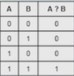 A B A ? B
0 0 0
0 1 0
1 0 0
1 1 1